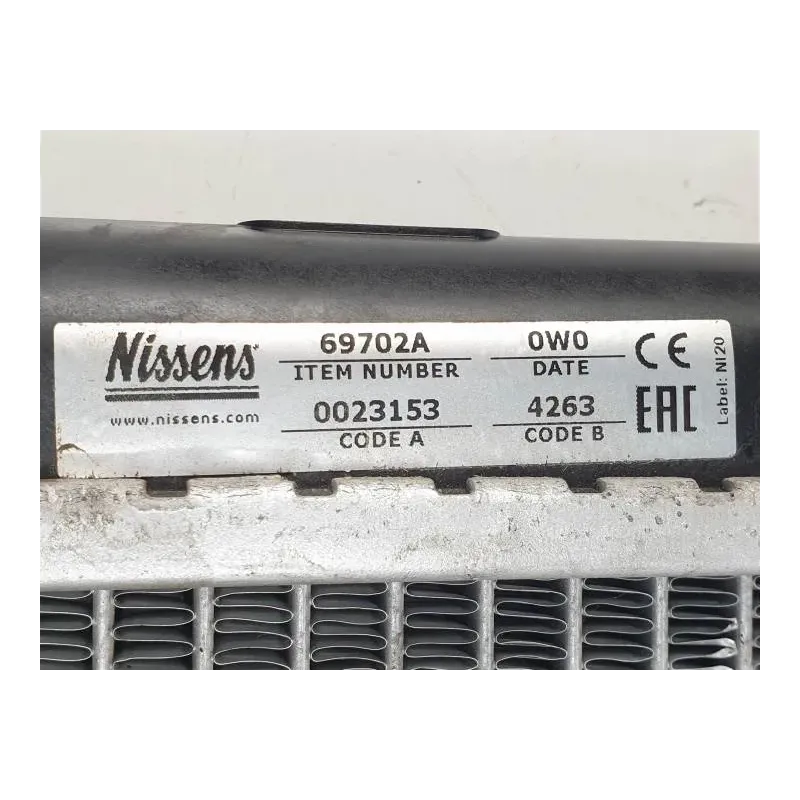 Nissens
www.nissens.com
69702A
ITEM NUMBER
0W0
DATE
0023153
CODE A
4263
CODE B
CE
EAC
Label: NI20